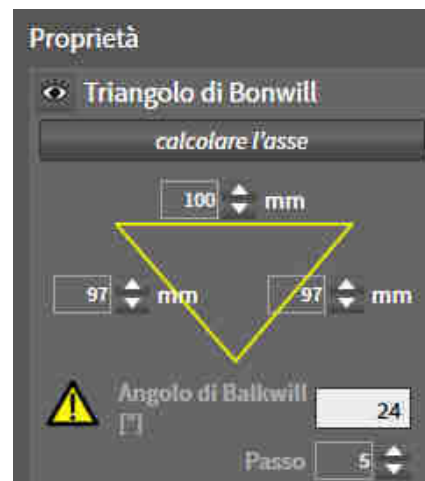 Proprietà
Triangolo di Bonwill
calcolare l'asse
100 mm
97 mm 97 mm
Angolo di Balkwill
[°] 24
Passo 5